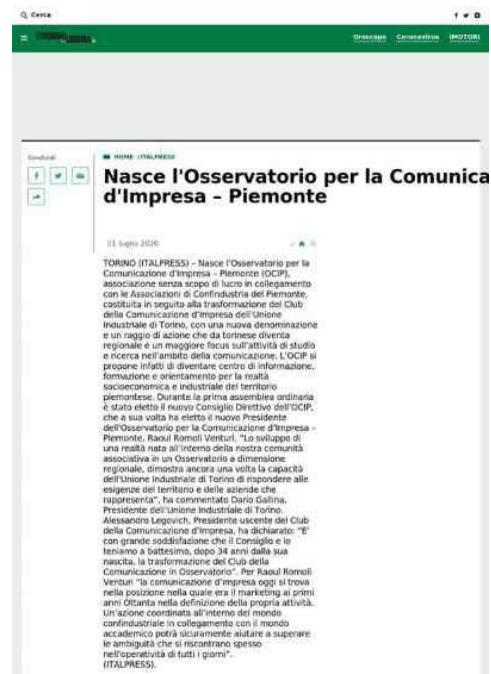 Cerca
Oroscopo Coronavirus IMOTORI
Condividi
HOME /ITALPRESS
Nasce l'Osservatorio per la Comunica
d'Impresa – Piemonte
01 luglio 2020
TORINO (ITALPRESS) – Nasce l'Osservatorio per la
Comunicazione d'Impresa – Piemonte (OCIP),
associazione senza scopo di lucro in collegamento
con le Associazioni di Confindustria del Piemonte,
costituita in seguito alla trasformazione del Club
della Comunicazione d'Impresa dell'Unione
Industriale di Torino, con una nuova denominazione
e un raggio di azione che da torinese diventa
regionale e un maggiore focus sull'attività di studio
e ricerca nell'ambito della comunicazione. L'OCIP si
propone infatti di diventare centro di informazione,
formazione e orientamento per la realtà
socioeconomica e industriale del territorio
piemontese. Durante la prima assemblea ordinaria
è stato eletto il nuovo Consiglio Direttivo dell'OCIP,
che a sua volta ha eletto il nuovo Presidente
dell'Osservatorio per la Comunicazione d'Impresa –
Piemonte, Raoul Romoli Venturi. "Lo sviluppo di
una realtà nata all'interno della nostra comunità
associativa in un Osservatorio a dimensione
regionale, dimostra ancora una volta la capacità
dell'Unione Industriale di Torino di rispondere alle
esigenze del territorio e delle aziende che
rappresenta", ha commentato Dario Gallina,
Presidente dell'Unione Industriale di Torino.
Alessandro Legovich, Presidente uscente del Club
della Comunicazione d'Impresa, ha dichiarato: "E'
con grande soddisfazione che il Consiglio e io
teniamo a battesimo, dopo 34 anni dalla sua
nascita, la trasformazione del Club della
Comunicazione in Osservatorio". Per Raoul Romoli
Venturi "la comunicazione d'impresa oggi si trova
nella posizione nella quale era il marketing ai primi
anni Ottanta nella definizione della propria attività.
Un'azione coordinata all'interno del mondo
confindustriale in collegamento con il mondo
accademico potrà sicuramente aiutare a superare
le ambiguità che si riscontrano spesso
nell'operatività di tutti i giorni".
(ITALPRESS).